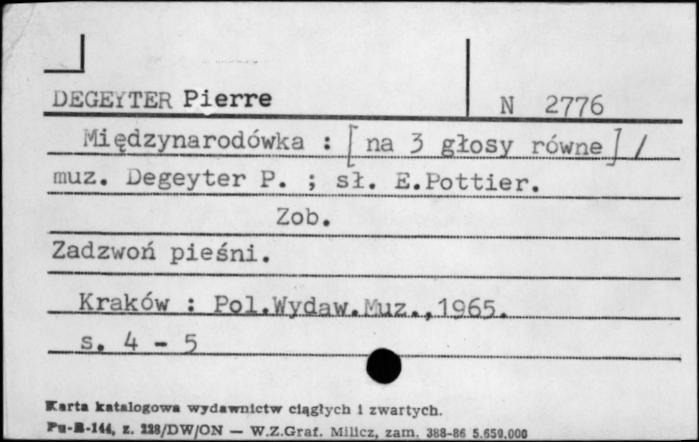 DEGEYTER Pierre
N 2776
Międzynarodówka : [na 3 głosy równe] /
muz. Degeyter P. ; sł. E.Pottier.
Zob.
Zadzwoń pieśni.
Kraków : Pol.Wydaw.Muz.,1965.
s. 4 - 5
Karta katalogowa wydawnictw ciągłych i zwartych.
Pu-B-144, z. 228/DW/ON — W.Z.Graf. Milicz, zam. 388-86 5.650.000